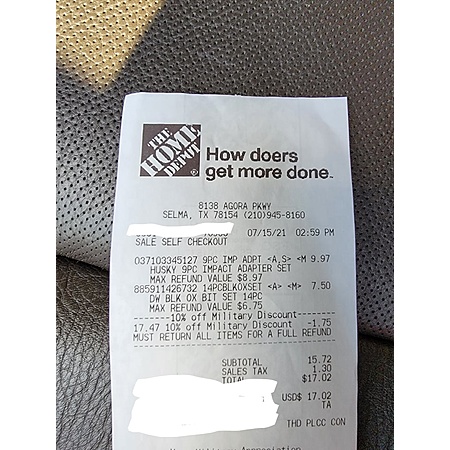 THE
HOME
DEPOT
How doers
get more done.
8138 AGORA PKWY
SELMA, TX 78154 (210)945-8160
07/15/21 02:59 PM
SALE SELF CHECKOUT
037103345127 9PC IMP ADPT <A,S> <M 9.97
HUSKY 9PC IMPACT ADAPTER SET
MAX REFUND VALUE $8.97
885911426732 14PCBLKOXSET <A> <M> 7.50
DW BLK OX BIT SET 14PC
MAX REFUND VALUE $6.75
10% off Military Discount
17.47 10% off Military Discount -1.75
MUST RETURN ALL ITEMS FOR A FULL REFUND
SUBTOTAL 15.72
SALES TAX 1.30
TOTAL $17.02
USD$ 17.02
TA
THD PLCC CON